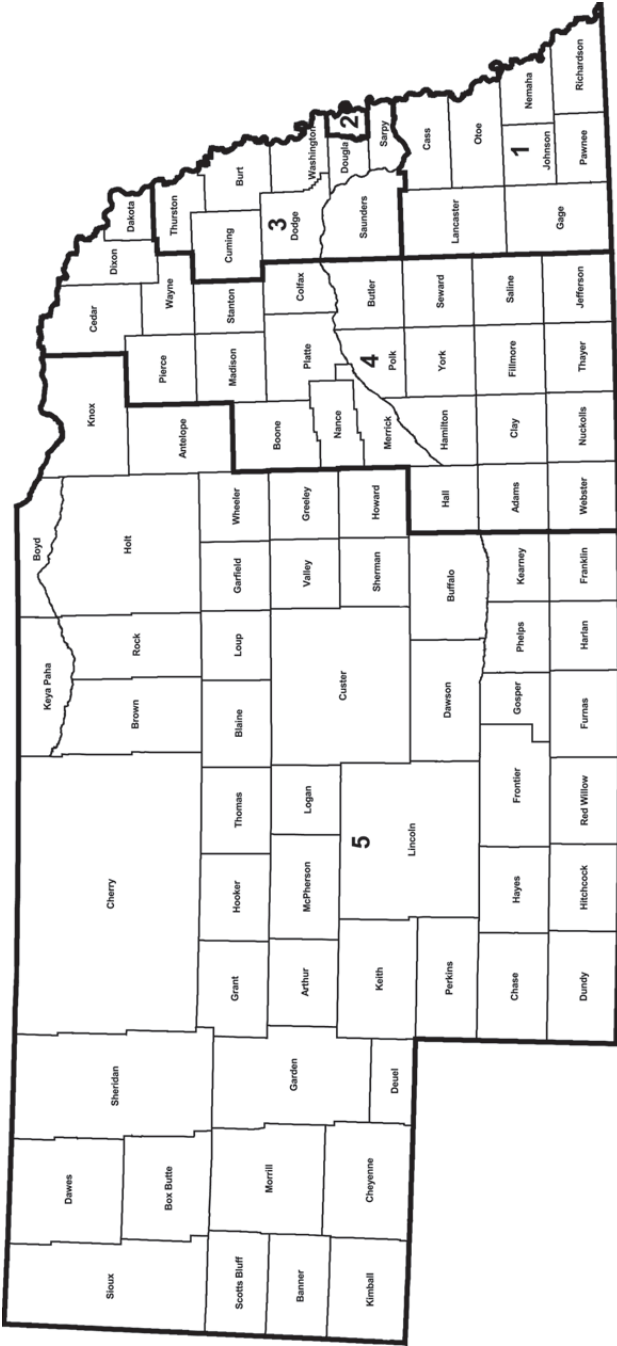 Sioux
Dawes
Box Butte
Sheridan
Cherry
Keya Paha
Boyd
Brown
Rock
Holt
Knox
Cedar
Dixon
Dakota
Antelope
Pierce
Wayne
Thurston
Scotts Bluff
Banner
Kimball
Morrill
Cheyenne
Garden
Deuel
Grant
Hooker
Thomas
Blaine
Loup
Garfield
Wheeler
Madison
Stanton
Cuming
Burt
Arthur
McPherson
Logan
Custer
Valley
Greeley
Boone
Platte
Colfax
3
Dodge
Washington
Keith
5
Lincoln
Sherman
Howard
Nance
Merrick
4
Polk
Butler
Saunders
2
Dougla
Sarpy
Perkins
Dawson
Buffalo
Hall
Hamilton
York
Seward
Lancaster
Cass
Otoe
Chase
Hayes
Frontier
Gosper
Phelps
Kearney
Adams
Clay
Fillmore
Saline
Gage
1
Johnson
Nemaha
Dundy
Hitchcock
Red Willow
Furnas
Harlan
Franklin
Webster
Nuckolls
Thayer
Jefferson
Pawnee
Richardson